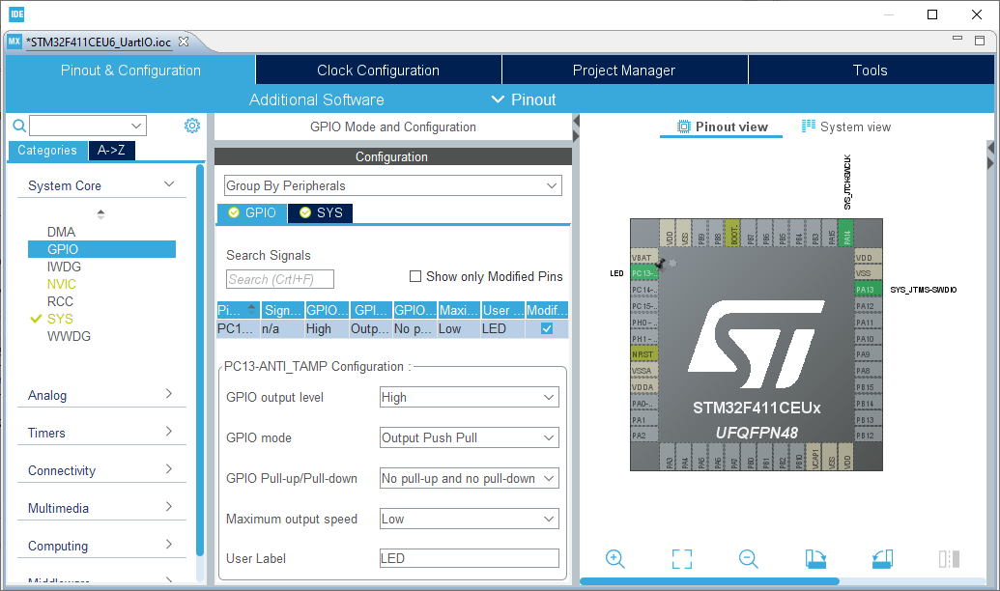 IDE
MX *STM32F411CEU6_UartIO.ioc
Pinout & Configuration
Clock Configuration
Project Manager
Tools
Additional Software
Pinout
Categories
A->Z
System Core
DMA
GPIO
IWDG
NVIC
RCC
SYS
WWDG
Analog
Timers
Connectivity
Multimedia
Computing
Middleware
GPIO Mode and Configuration
Configuration
Group By Peripherals
GPIO
SYS
Search Signals
Search (Crtl+F)
Show only Modified Pins
Pi... Sign... GPIO... GPI... GPIO... Maxi... User ... Modif...
PC1... n/a High Outp... No p... Low LED
PC13-ANTI_TAMP Configuration :
GPIO output level High
GPIO mode Output Push Pull
GPIO Pull-up/Pull-down No pull-up and no pull-down
Maximum output speed Low
User Label LED
Pinout view
System view
SYS_JTCK-SWCLK
VDD
VSS
PB9
PB8
BOOT..
PB7
PB6
PB5
PB4
PB3
PA15
PA14
VBAT
LED
PC13-..
PC14-..
PC15-..
PH0-..
PH1-..
NRST
VSSA
VDDA
PA0-..
PA1
PA2
VDD
VSS
PA13
SYS_JTMS-SWDIO
PA12
PA11
PA10
PA9
PA8
PB15
PB14
PB13
PB12
ST
STM32F411CEUx
UFQFPN48
PA3
PA4
PA5
PA6
PA7
PB0
PB1
PB2
PB10
VCAP1
VSS
VDD